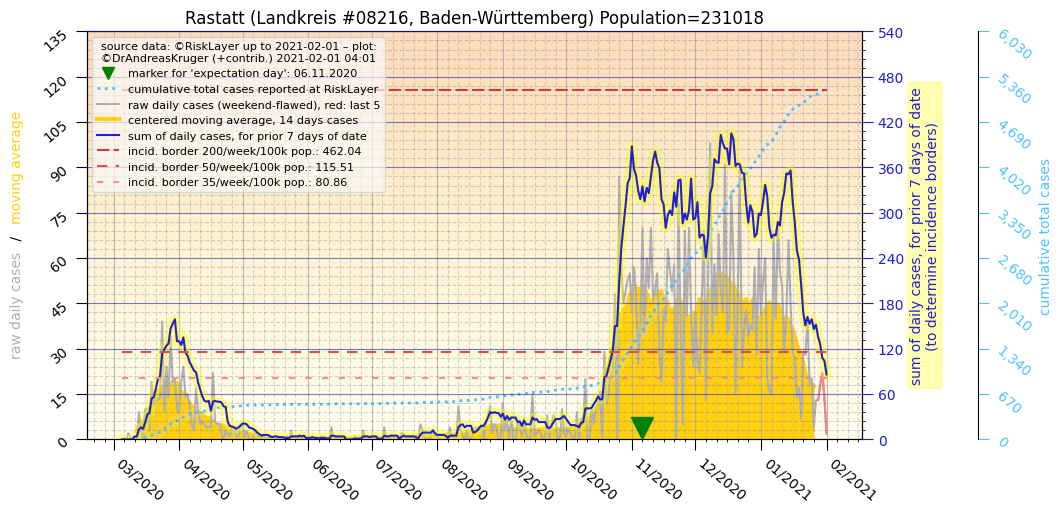 Rastatt (Landkreis #08216, Baden-Württemberg) Population=231018
source data: ©RiskLayer up to 2021-02-01 – plot:
©DrAndreasKruger (+contrib.) 2021-02-01 04:01
marker for 'expectation day': 06.11.2020
cumulative total cases reported at RiskLayer
raw daily cases (weekend-flawed), red: last 5
centered moving average, 14 days cases
sum of daily cases, for prior 7 days of date
incid. border 200/week/100k pop.: 462.04
incid. border 50/week/100k pop.: 115.51
incid. border 35/week/100k pop.: 80.86
raw daily cases / moving average
135
120
105
90
75
60
45
30
15
0
03/2020
04/2020
05/2020
06/2020
07/2020
08/2020
09/2020
10/2020
11/2020
12/2020
01/2021
02/2021
540
480
420
360
300
240
180
120
60
0
sum of daily cases, for prior 7 days of date
(to determine incidence borders)
6,030
5,360
4,690
4,020
3,350
2,680
2,010
1,340
670
0
cumulative total cases